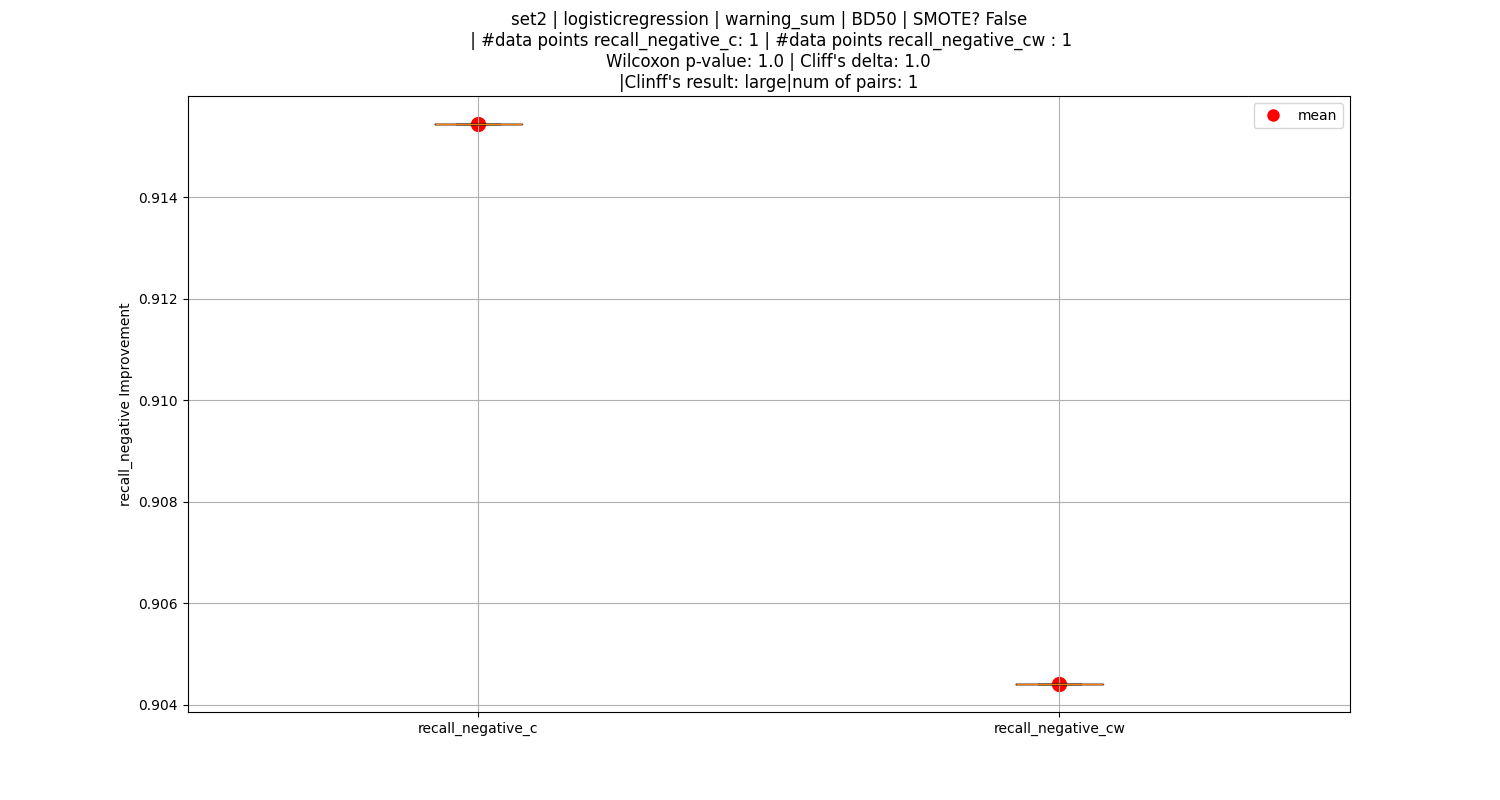 set2 | logisticregression | warning_sum | BD50 | SMOTE? False
| #data points recall_negative_c: 1 | #data points recall_negative_cw : 1
Wilcoxon p-value: 1.0 | Cliff's delta: 1.0
|Clinff's result: large|num of pairs: 1
mean
recall_negative Improvement
0.914
0.912
0.910
0.908
0.906
0.904
recall_negative_c
recall_negative_cw